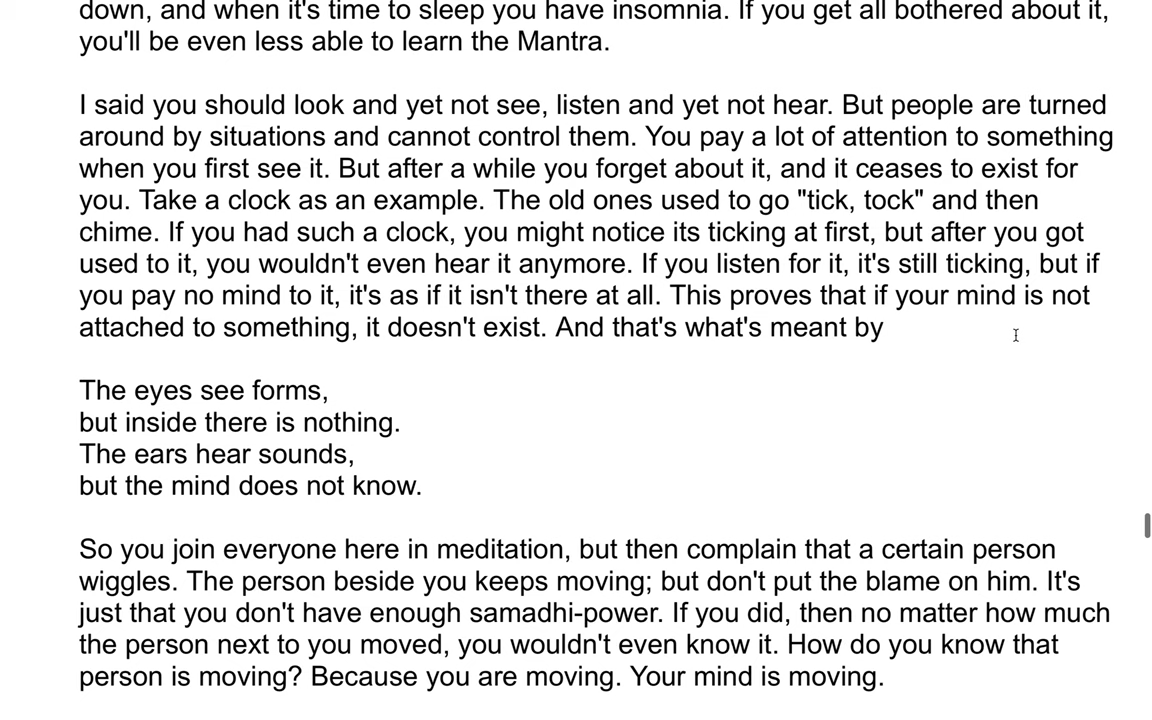 down, and when it's time to sleep you have insomnia. If you get all bothered about it,
you'll be even less able to learn the Mantra.
I said you should look and yet not see, listen and yet not hear. But people are turned
around by situations and cannot control them. You pay a lot of attention to something
when you first see it. But after a while you forget about it, and it ceases to exist for
you. Take a clock as an example. The old ones used to go "tick, tock" and then
chime. If you had such a clock, you might notice its ticking at first, but after you got
used to it, you wouldn't even hear it anymore. If you listen for it, it's still ticking, but if
you pay no mind to it, it's as if it isn't there at all. This proves that if your mind is not
attached to something, it doesn't exist. And that's what's meant by
The eyes see forms,
but inside there is nothing.
The ears hear sounds,
but the mind does not know.
So you join everyone here in meditation, but then complain that a certain person
wiggles. The person beside you keeps moving; but don't put the blame on him. It's
just that you don't have enough samadhi-power. If you did, then no matter how much
the person next to you moved, you wouldn't even know it. How do you know that
person is moving? Because you are moving. Your mind is moving.